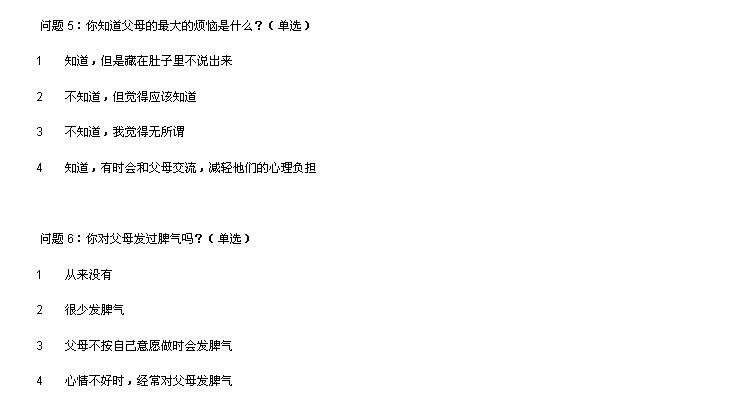 问题 5：你知道父母的最大的烦恼是什么？（单选）
1 知道，但是藏在肚子里不说出来
2 不知道，但觉得应该知道
3 不知道，我觉得无所谓
4 知道，有时会和父母交流，减轻他们的心理负担
问题 6：你对父母发过脾气吗？（单选）
1 从来没有
2 很少发脾气
3 父母不按自己意愿做时会发脾气
4 心情不好时，经常对父母发脾气